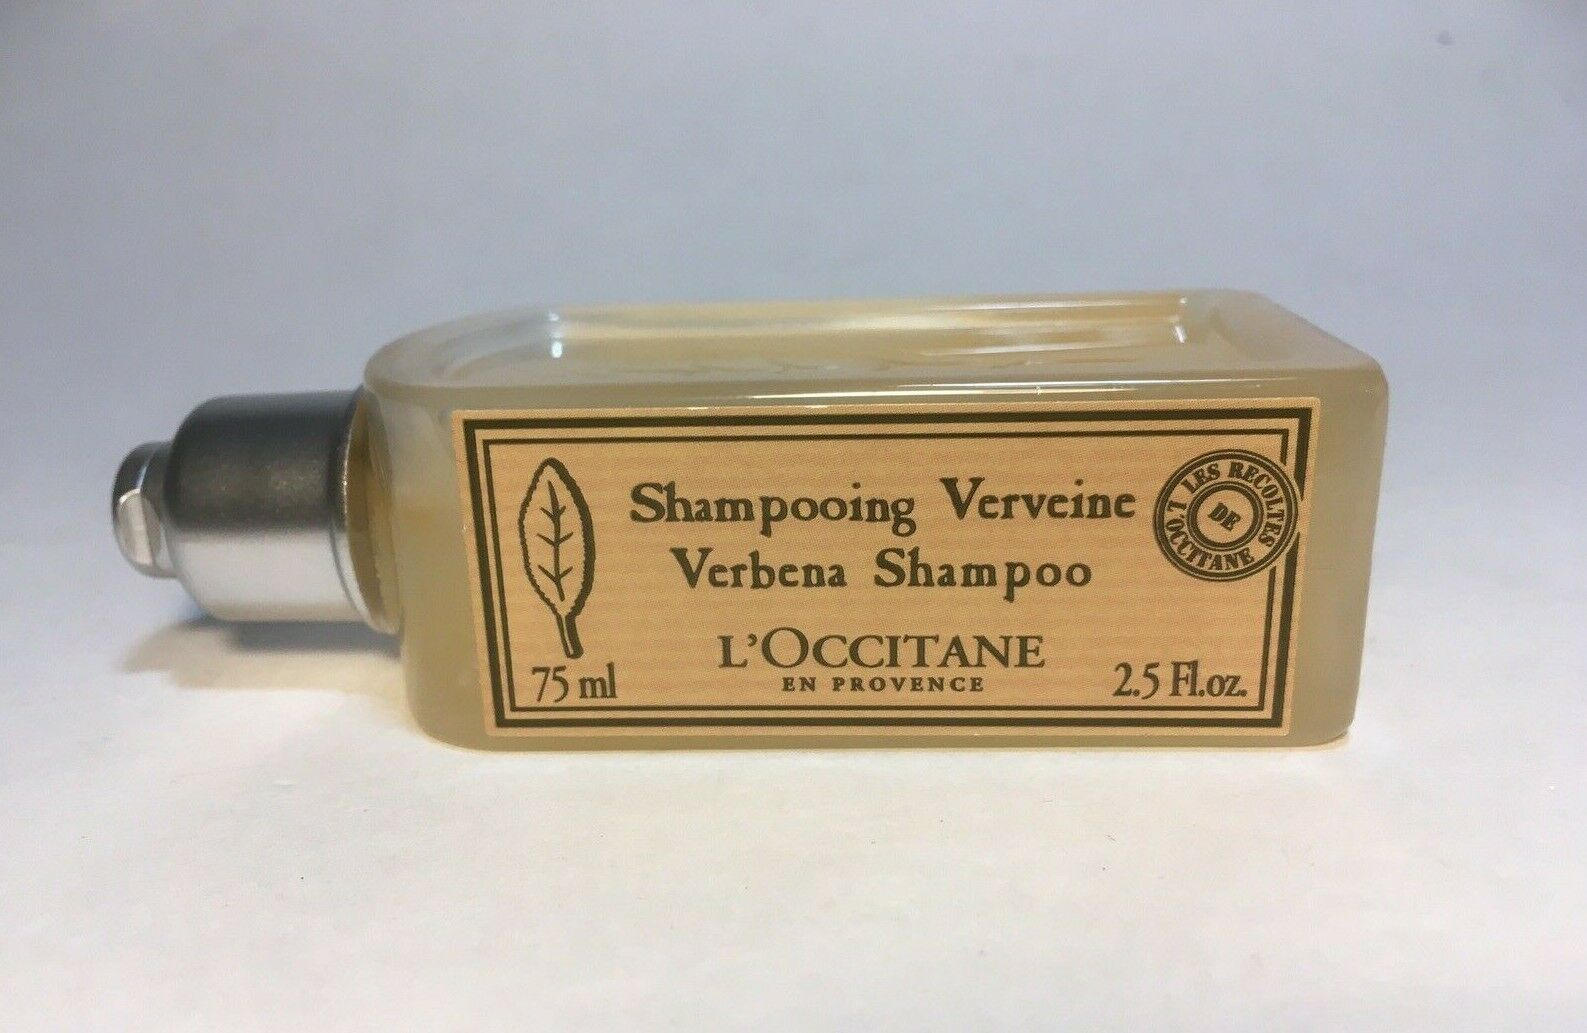 Shampooing Verveine
Verbena Shampoo
L'OCCITANE
EN PROVENCE
75 ml
2.5 Fl.oz.
LES RECOLTES
DE
L'OCCITANE